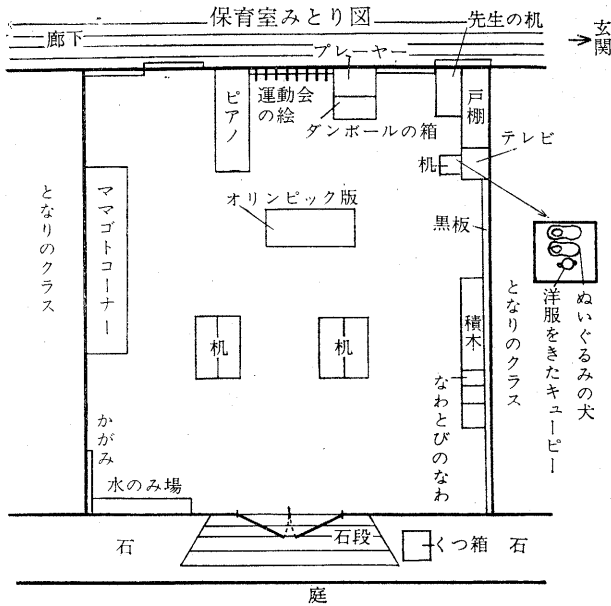 保育室みとり図
先生の机
玄関
廊下
プレーヤー
ピアノ
運動会
の絵
ダンボールの箱
戸棚
テレビ
机
オリンピック版
黒板
となりのクラス
ママゴトコーナー
机
机
積木
となりのクラス
洋服をきたキューピー
ぬいぐるみの犬
かがみ
なわとびのなわ
水のみ場
石
石段
くつ箱
石
庭